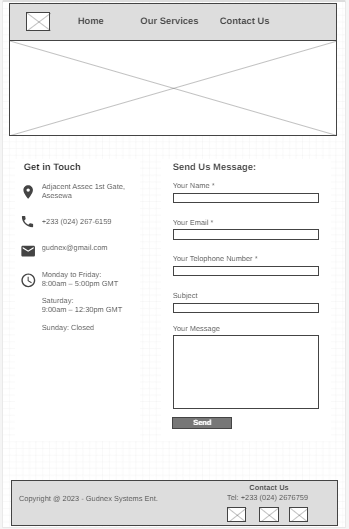 Home Our Services Contact Us
Get in Touch
Adjacent Assec 1st Gate,
Asesewa
+233 (024) 267-6159
gudnex@gmail.com
Monday to Friday:
8:00am – 5:00pm GMT
Saturday:
9:00am – 12:30pm GMT
Sunday: Closed
Send Us Message:
Your Name *
Your Email *
Your Telophone Number *
Subject
Your Message
Send
Copyright @ 2023 - Gudnex Systems Ent.
Contact Us
Tel: +233 (024) 2676759